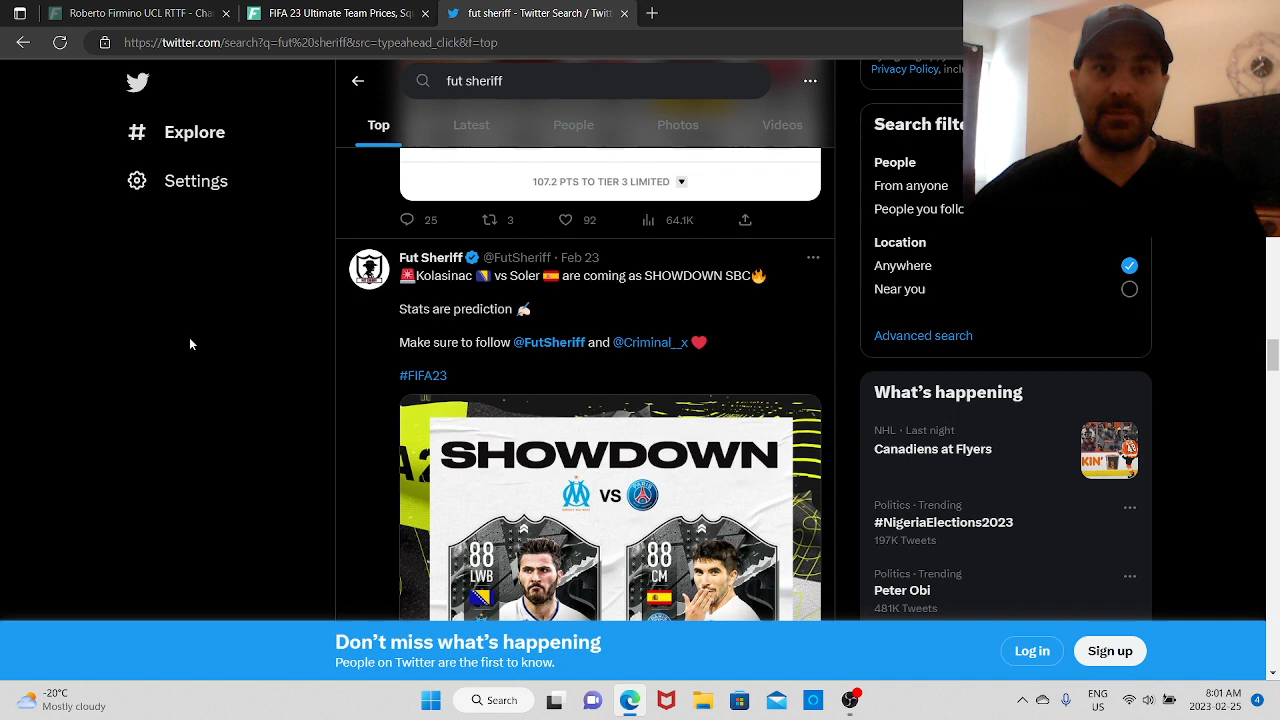 Roberto Firmino UCL RTTF - Cha
FIFA 23 Ultimate Team Prices, Sq
fut sheriff - Twitter Search / Twitt
https://twitter.com/search?q=fut%20sheriff&src=typeahead_click&f=top
fut sheriff
Top Latest People Photos Videos
Explore
Settings
107.2 PTS TO TIER 3 LIMITED
25 3 92 64.1K
Fut Sheriff @FutSheriff · Feb 23
🚨Kolasinac 🇧🇦 vs Soler 🇪🇸 are coming as SHOWDOWN SBC🔥
Stats are prediction ✍🏻
Make sure to follow @FutSheriff and @Criminal__x ❤️
#FIFA23
SHOWDOWN
VS
PARIS
88 LWB
88 CM
Privacy Policy, inclu
Search filte
People
From anyone
People you follo
Location
Anywhere
Near you
Advanced search
What's happening
NHL · Last night
Canadiens at Flyers
KIN'
Politics · Trending
#NigeriaElections2023
197K Tweets
Politics · Trending
Peter Obi
481K Tweets
Don't miss what's happening
People on Twitter are the first to know.
Log in
Sign up
-20°C
Mostly cloudy
Search
ENG
US
8:01 AM
2023-02-25
4